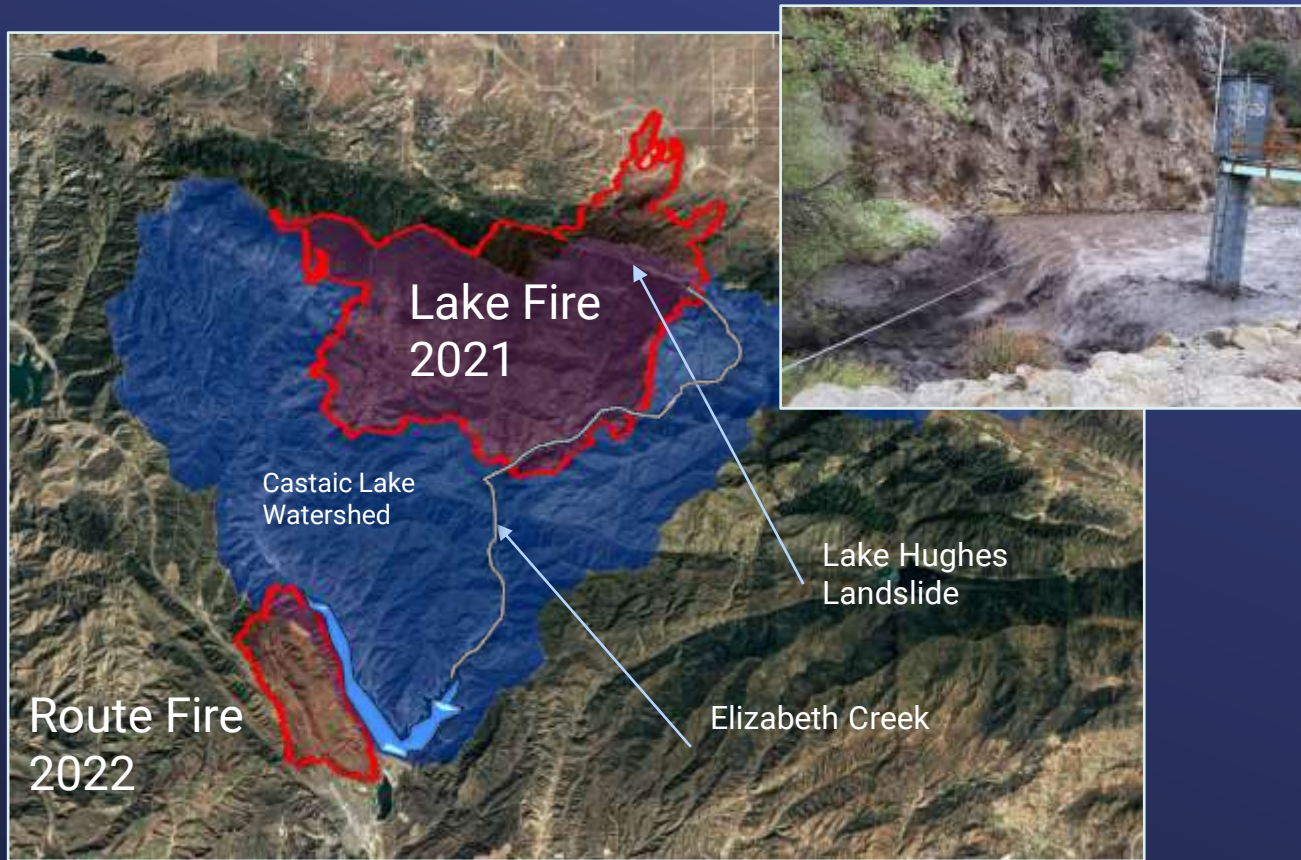 Lake Fire
2021
Castaic Lake
Watershed
Lake Hughes
Landslide
Route Fire
2022
Elizabeth Creek